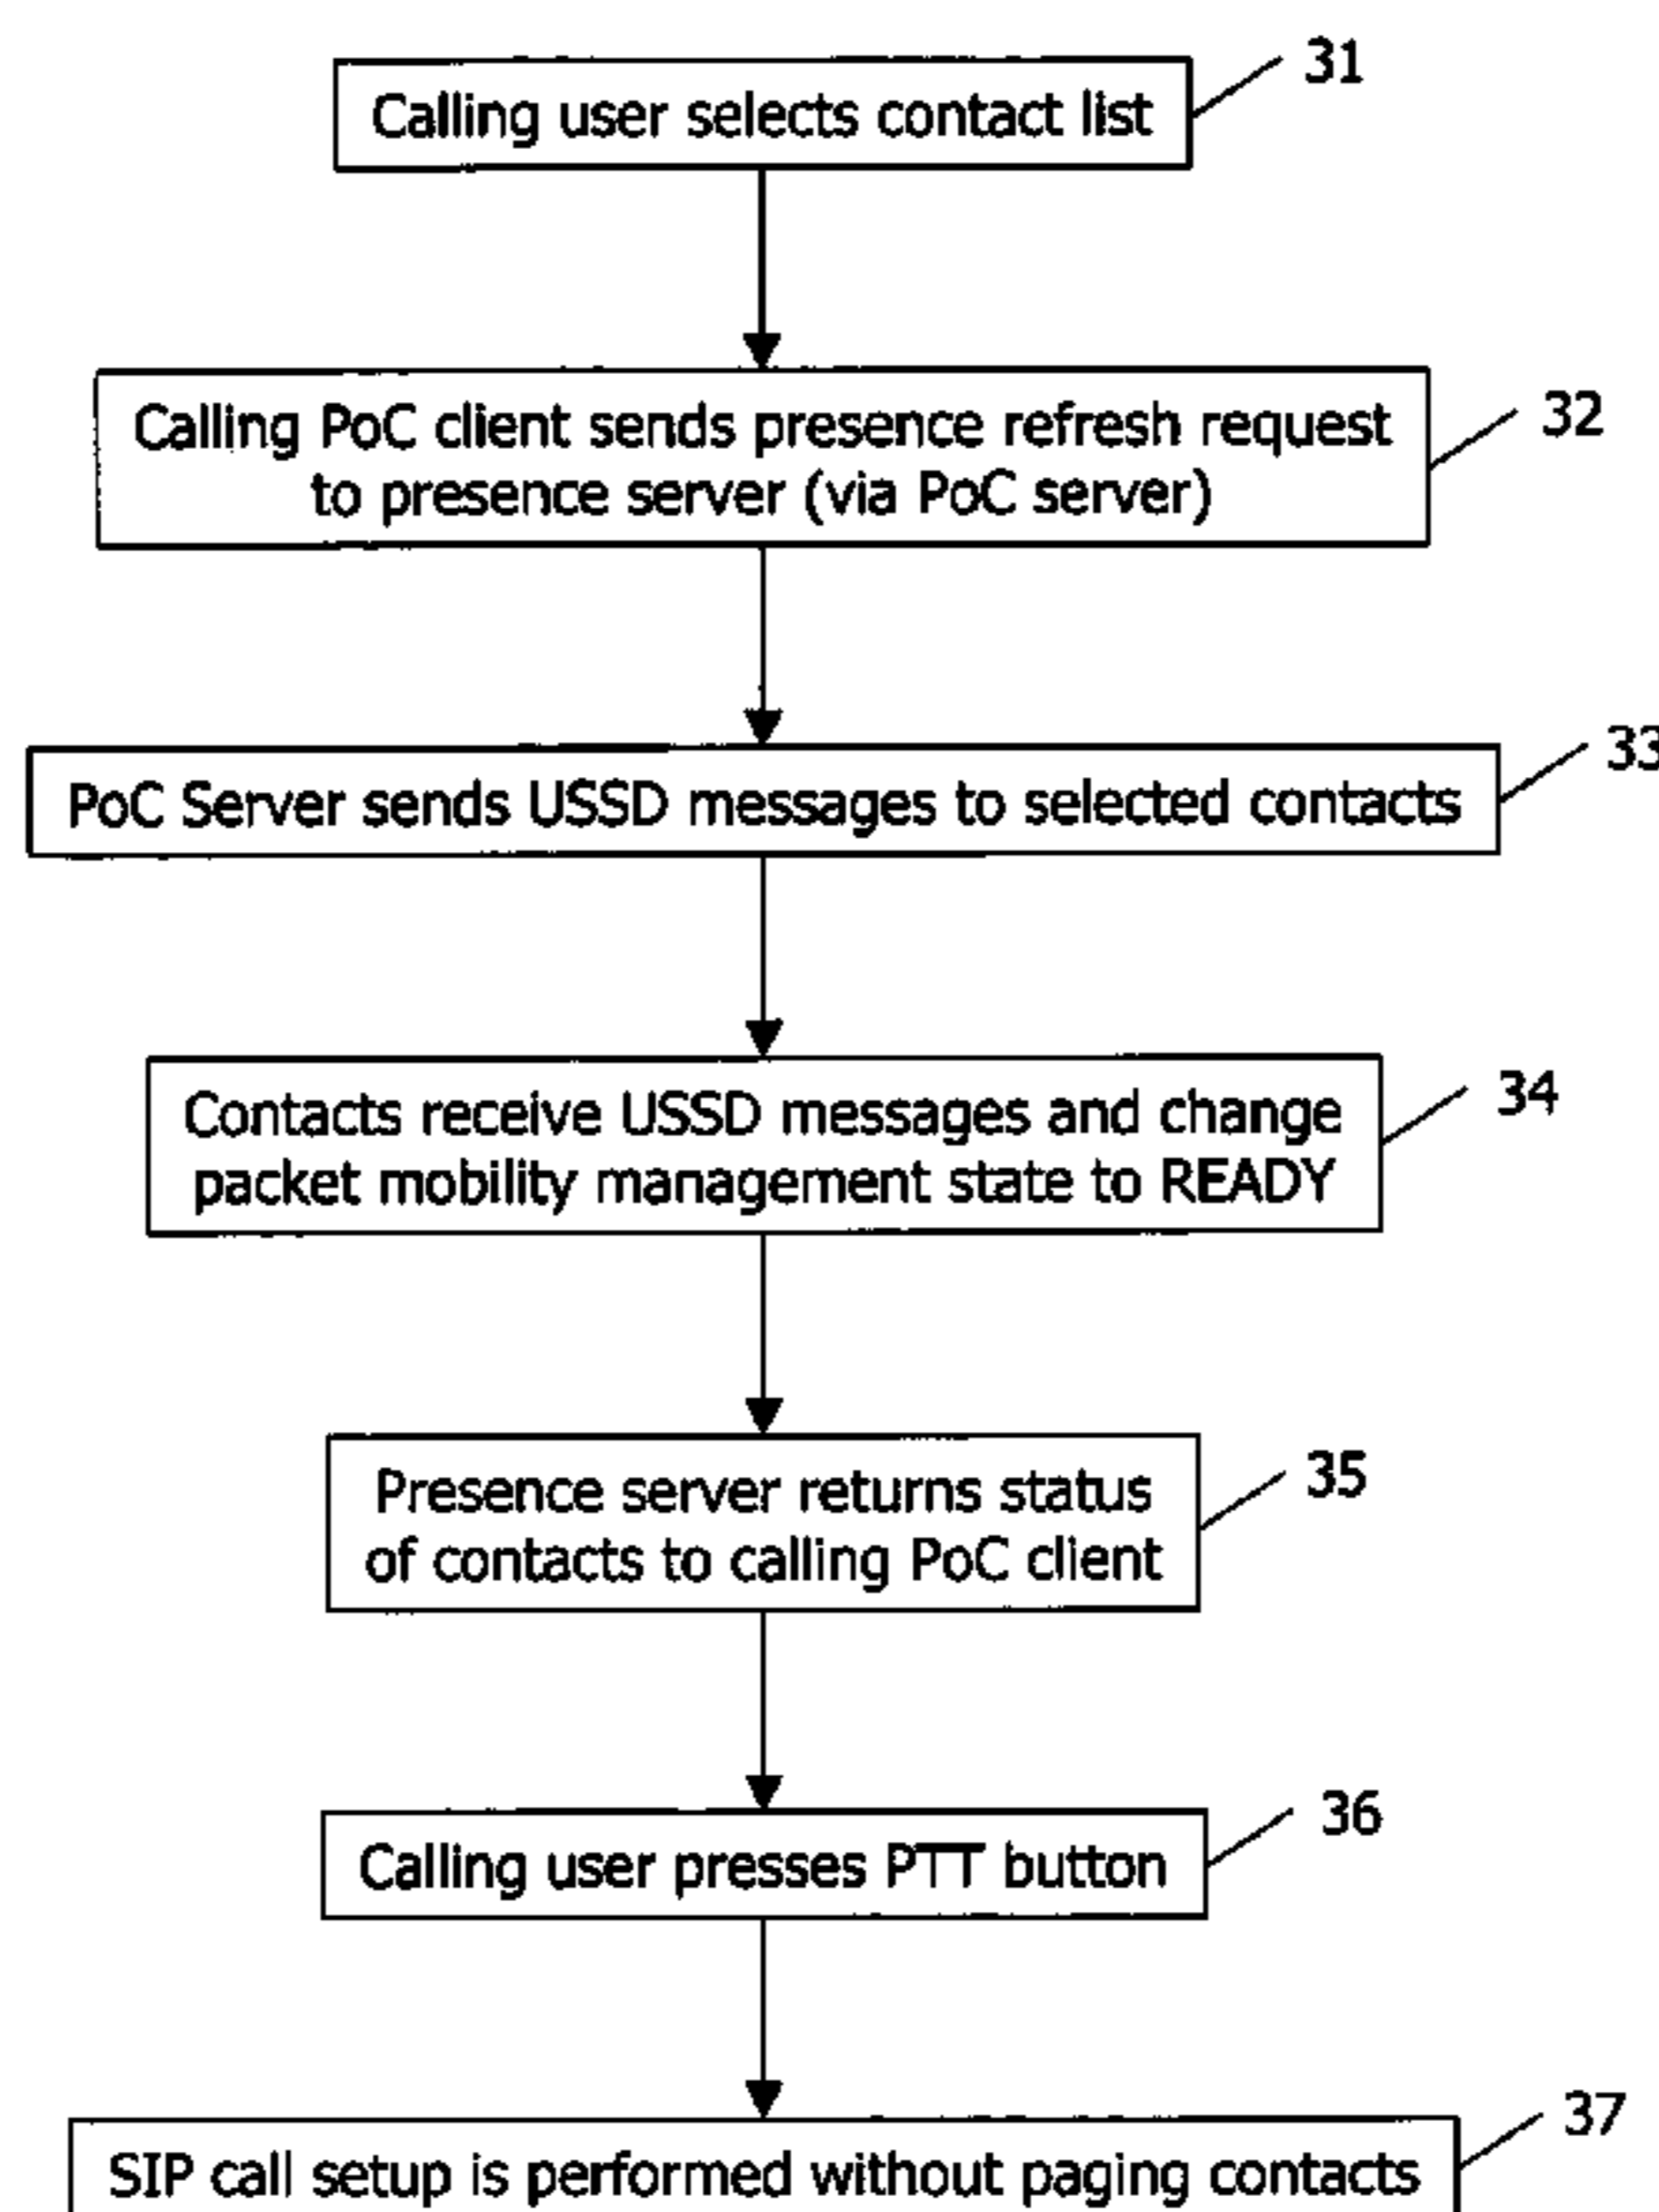 31
Calling user selects contact list
32
Calling PoC client sends presence refresh request
to presence server (via PoC server)
33
PoC Server sends USSD messages to selected contacts
34
Contacts receive USSD messages and change
packet mobility management state to READY
35
Presence server returns status
of contacts to calling PoC client
36
Calling user presses PTT button
37
SIP call setup is performed without paging contacts